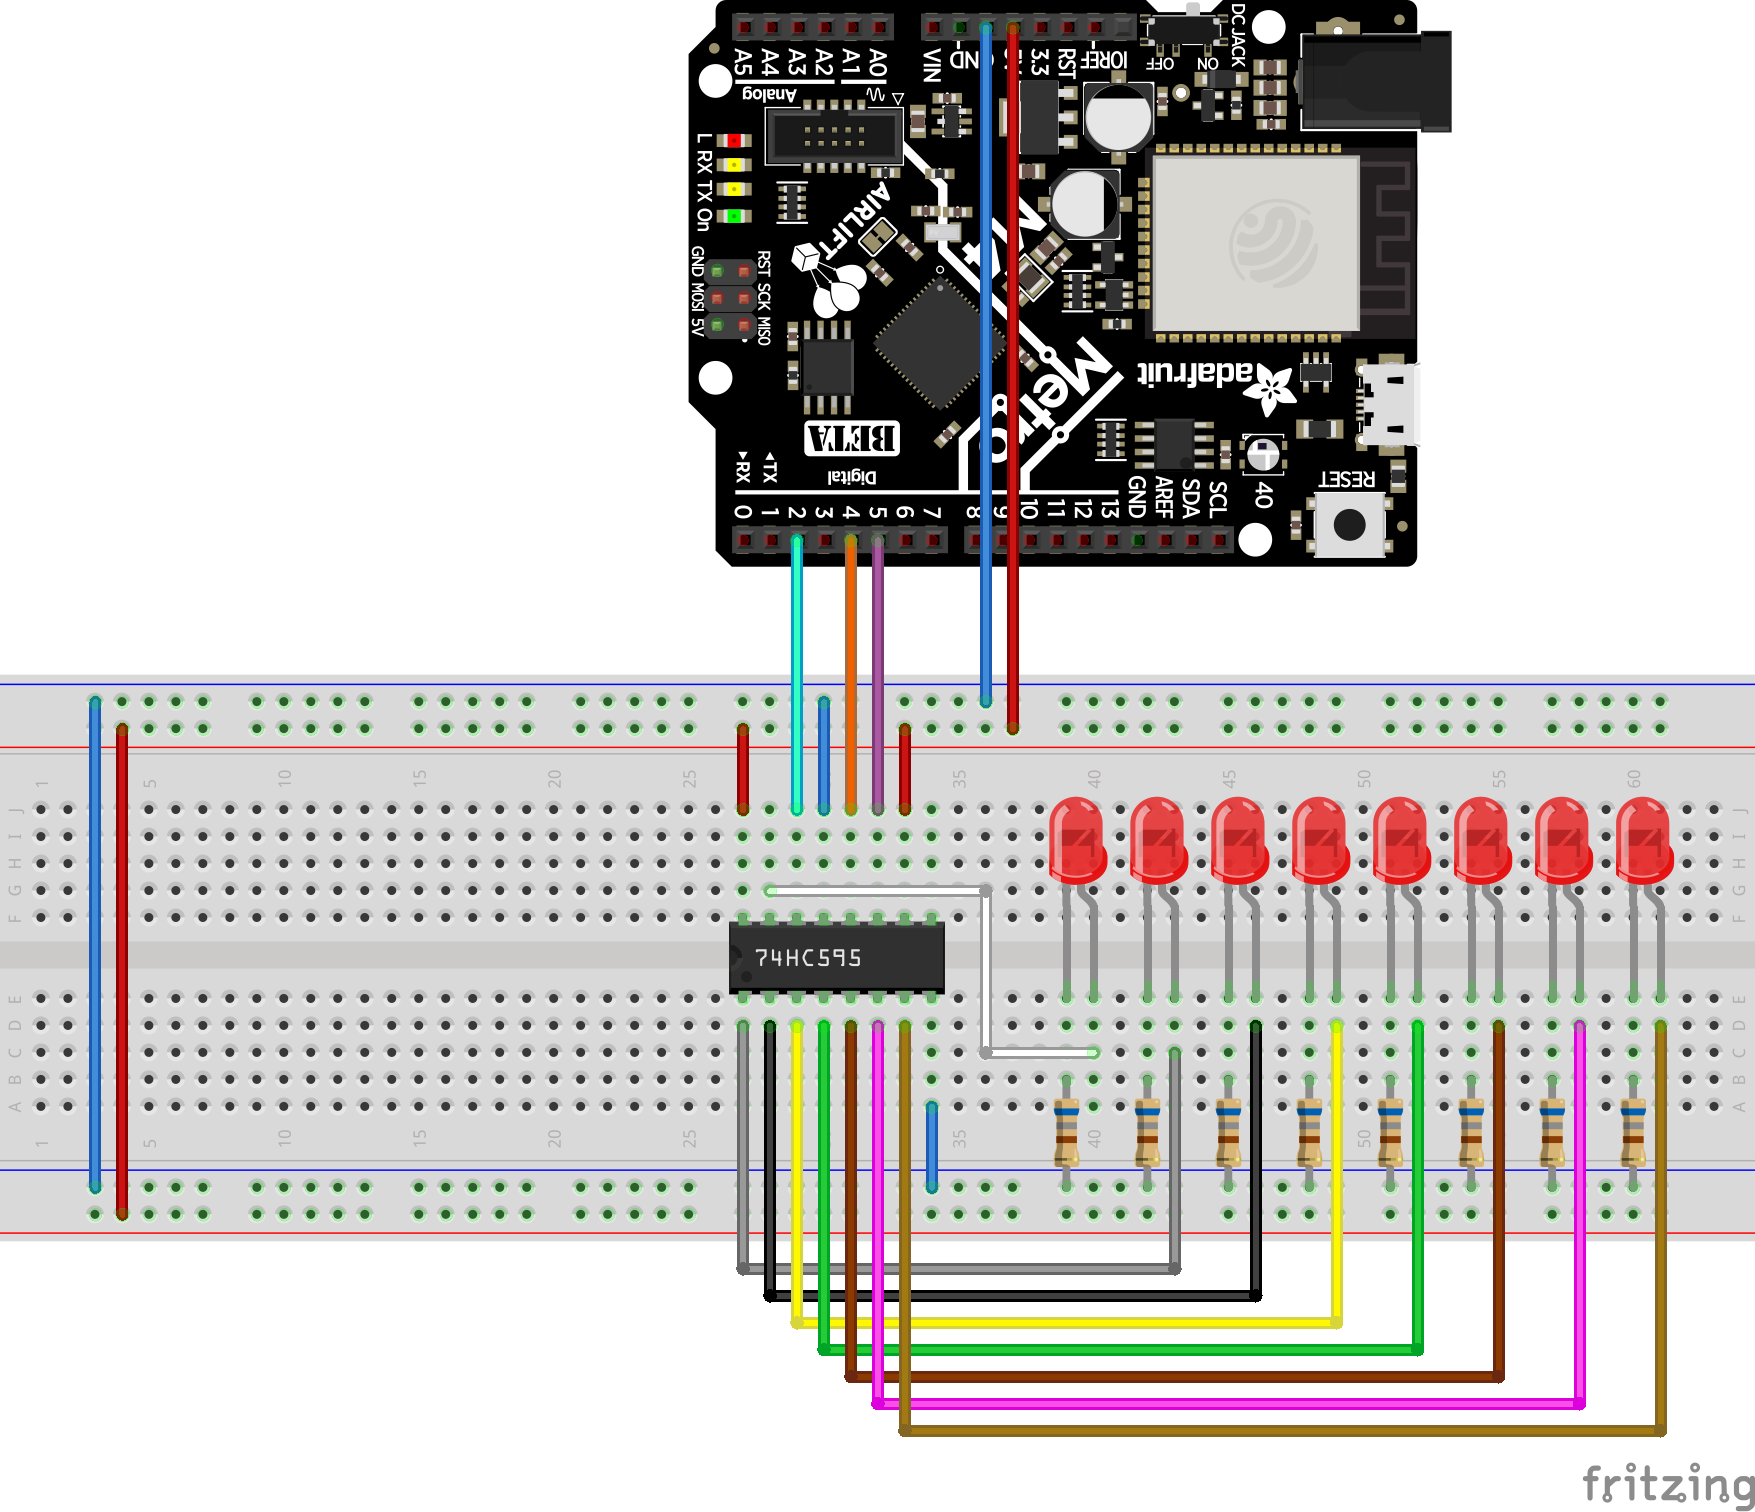 A5 A4 A3 A2 A1 A0 VIN GND 5V 3.3 RST IOREF
OFF ON DC JACK
Analog
L RX TX On
AIRLIFT
GND MOSI 5V
RST SCK MISO
M4
Metro
adafruit
BETA
RX TX
Digital
RESET
40
0 1 2 3 4 5 6 7 8 9 10 11 12 13 GND AREF SDA SCL
1 5 10 15 20 25 35 40 45 50 55 60
J J
I I
H H
G G
F F
74HC595
E E
D D
C C
B B
A A
1 5 10 15 20 25 35 40 50
fritzing